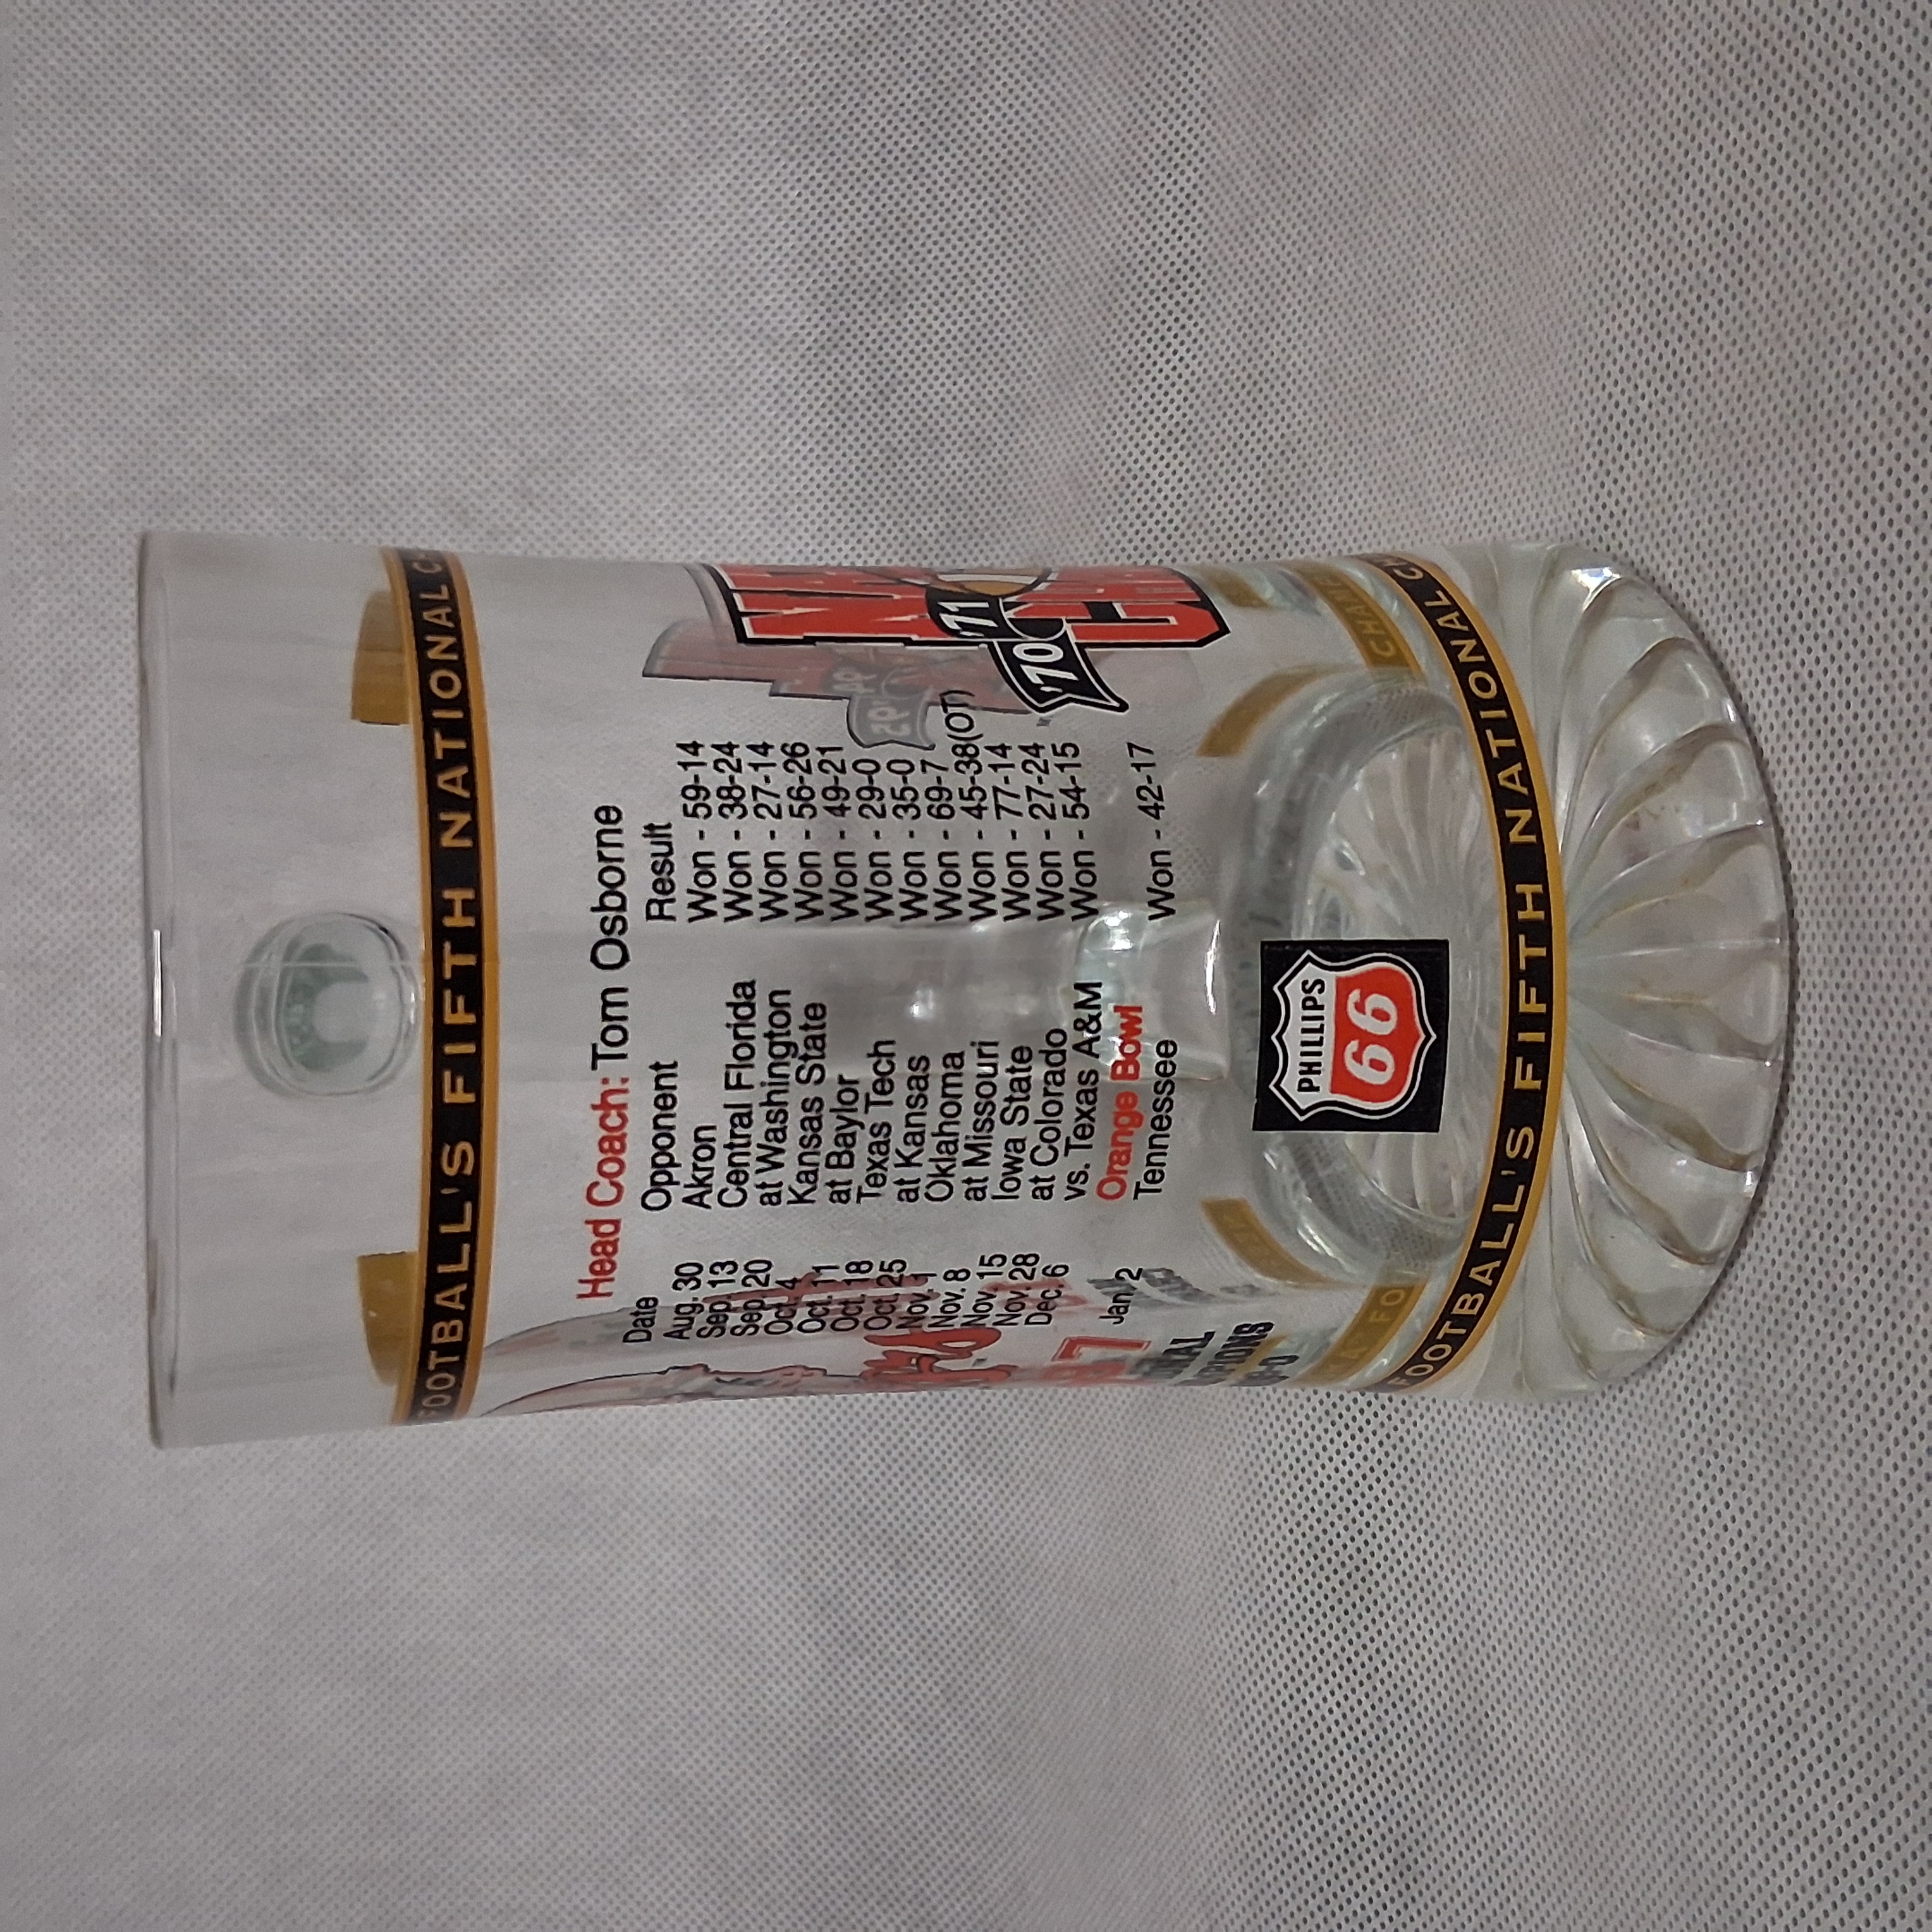 FOOTBALL'S FIFTH NATIONAL
Head Coach: Tom Osborne
Date Opponent Result
Aug. 30 Akron Won - 59-14
Sep. 13 Central Florida Won - 38-24
Sep. 20 at Washington Won - 27-14
Oct. 4 Kansas State Won - 56-26
Oct. 11 at Baylor Won - 49-21
Oct. 18 Texas Tech Won - 29-0
Oct. 25 at Kansas Won - 35-0
Nov. 1 Oklahoma Won - 69-7
Nov. 8 at Missouri Won - 45-38(OT)
Nov. 15 Iowa State Won - 77-14
Nov. 28 at Colorado Won - 27-24
Dec. 6 vs. Texas A&M Won - 54-15
Orange Bowl
Jan. 2 Tennessee Won - 42-17
'70 '71
PHILLIPS
66
FOOTBALL'S FIFTH NATIONAL